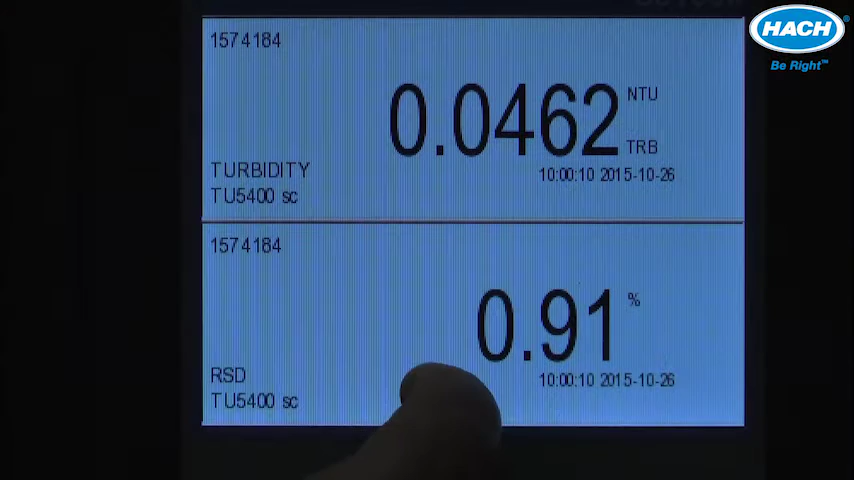 HACH
Be Right™
1574184
0.0462 NTU
TRB
TURBIDITY
10:00:10 2015-10-26
TU5400 sc
1574184
0.91 %
RSD
10:00:10 2015-10-26
TU5400 sc